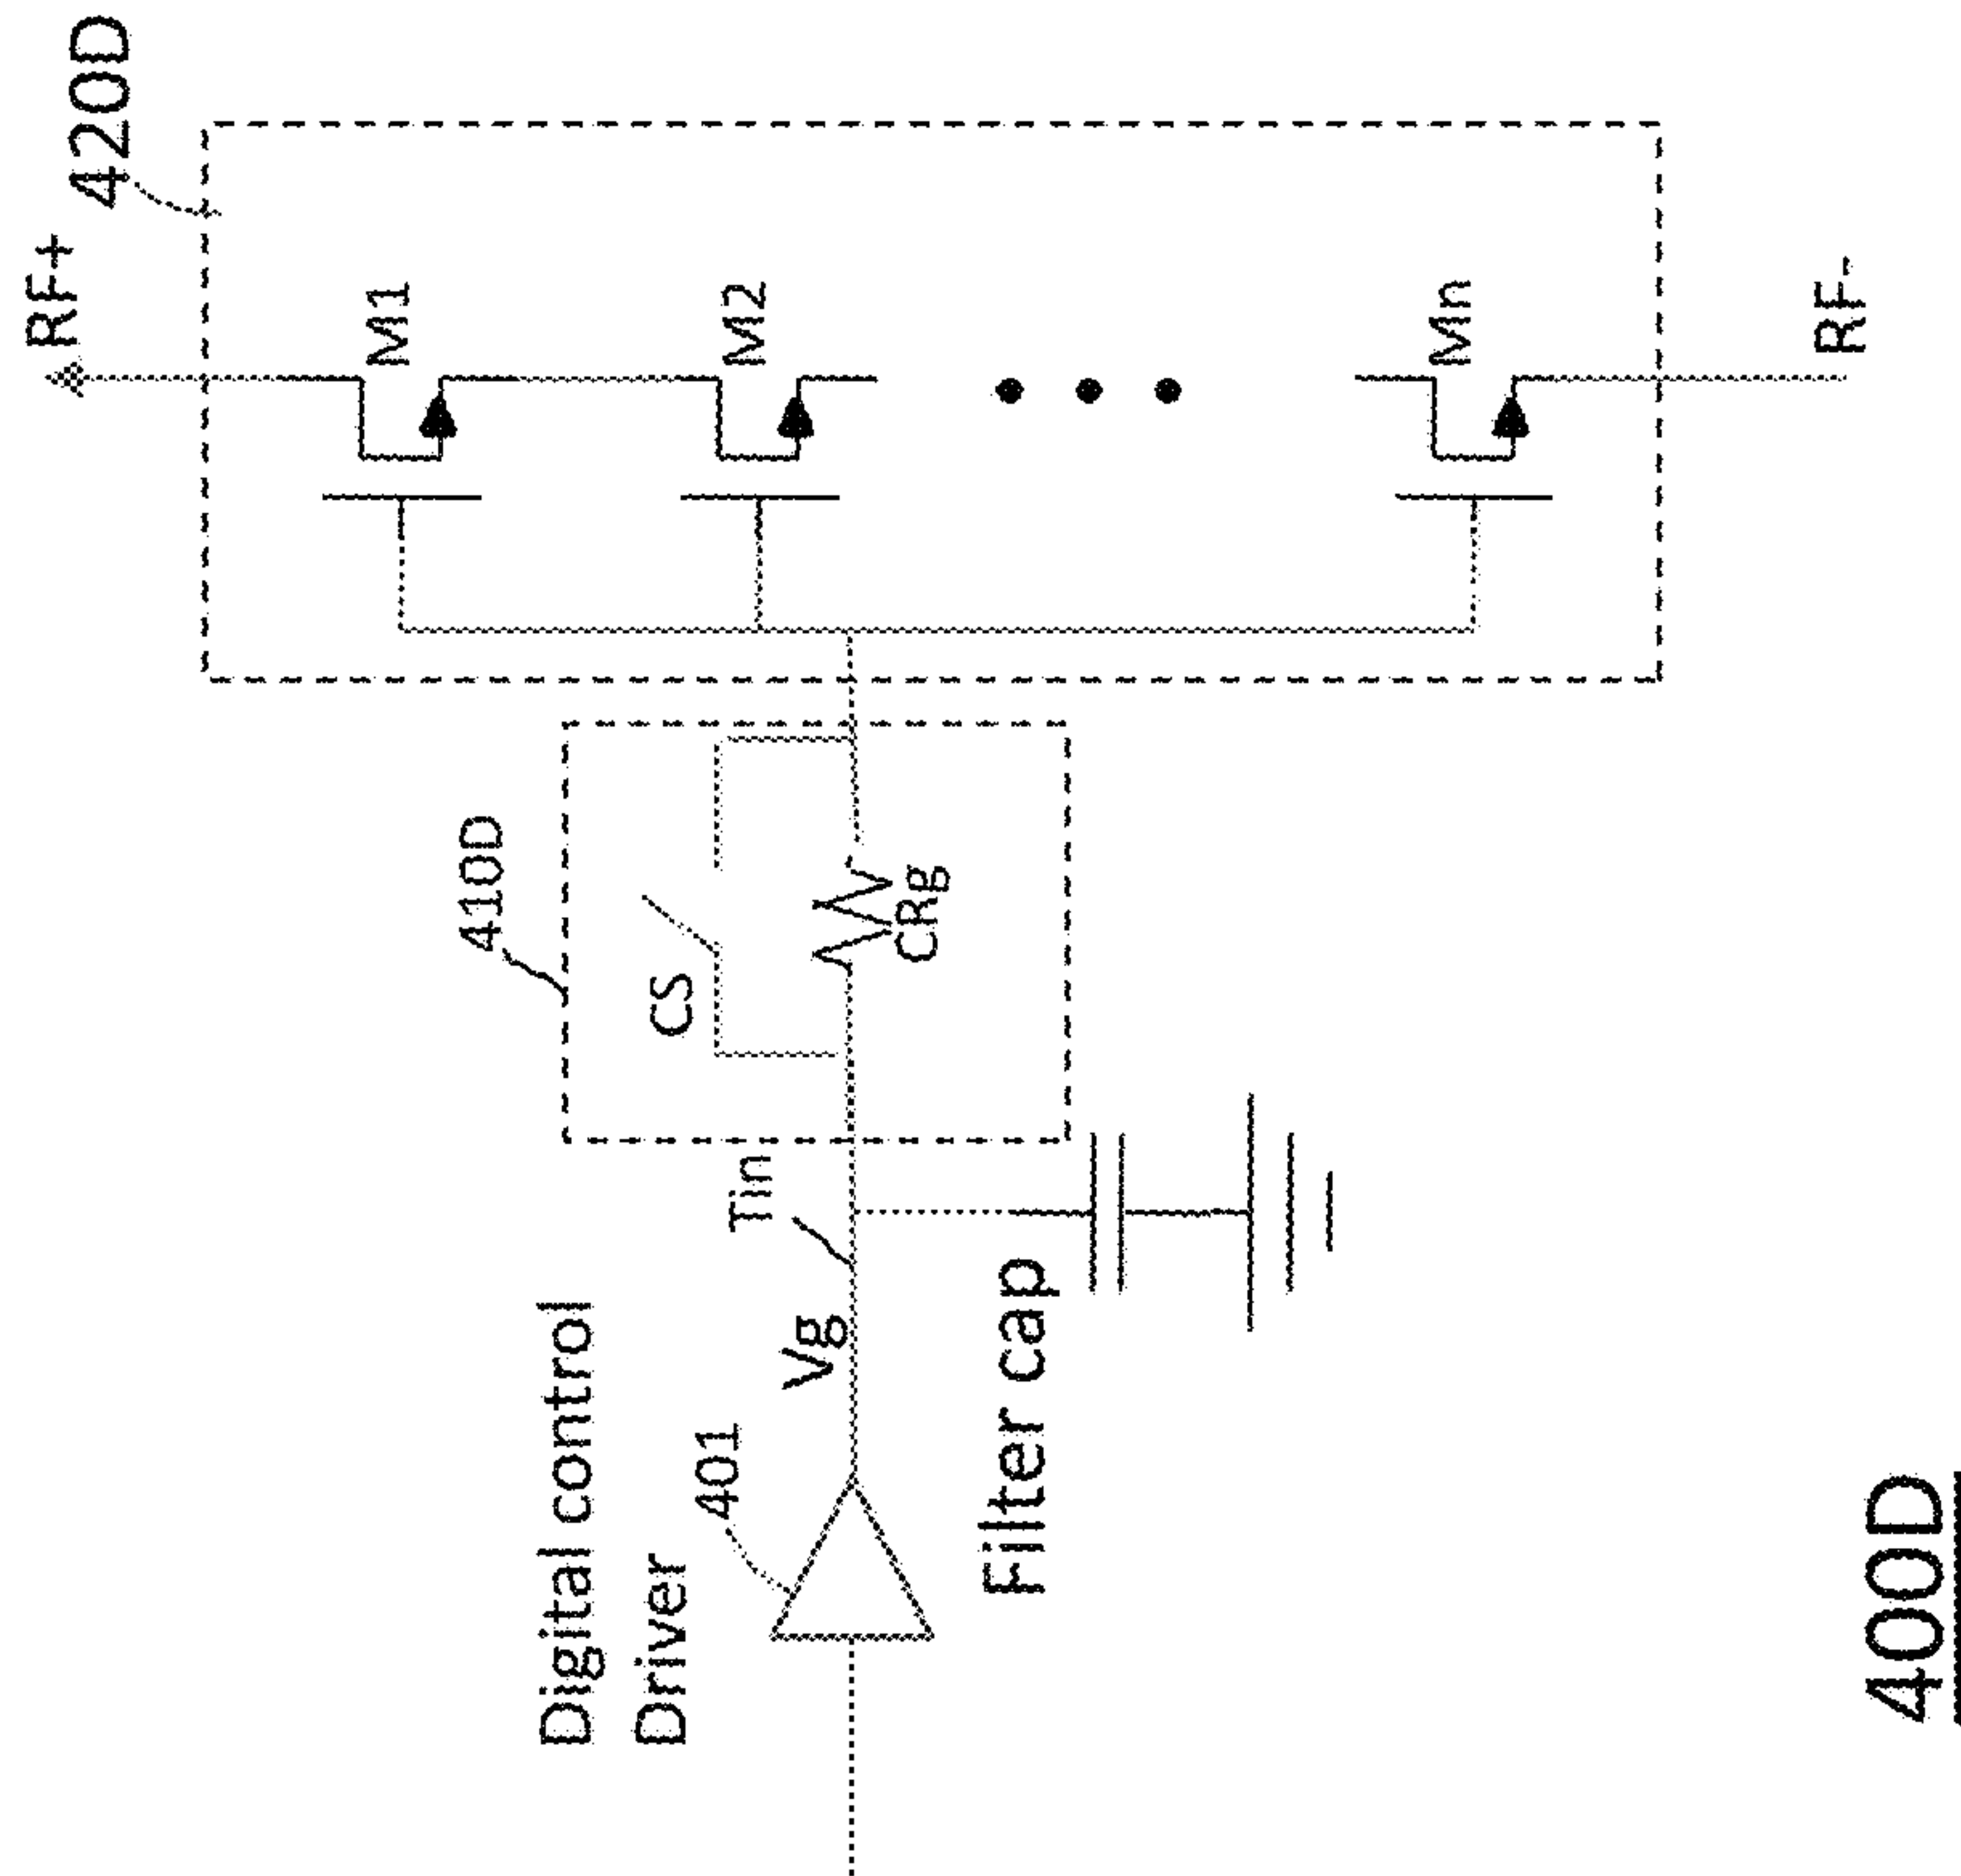 RF+
420D
M1
M2
Mn
RF-
410D
CS
CRg
Tin
Vg
Digital control
Driver
401
Filter cap
400D